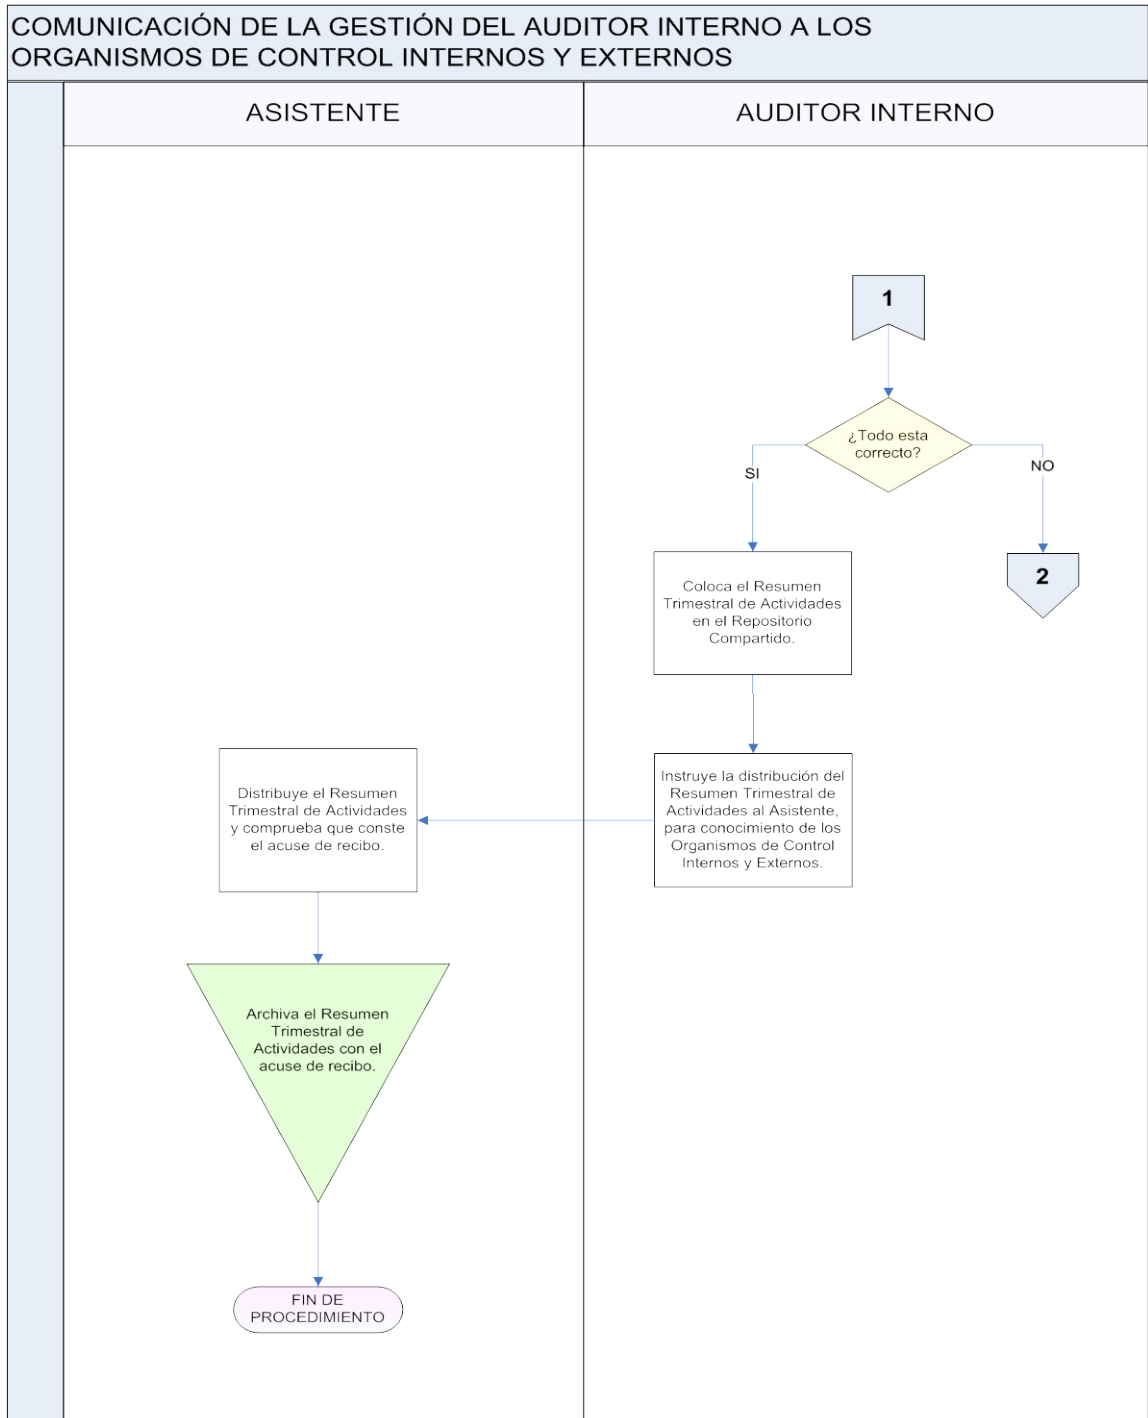 COMUNICACIÓN DE LA GESTIÓN DEL AUDITOR INTERNO A LOS
ORGANISMOS DE CONTROL INTERNOS Y EXTERNOS
ASISTENTE
AUDITOR INTERNO
1
¿Todo esta
correcto?
SI
NO
2
Coloca el Resumen
Trimestral de Actividades
en el Repositorio
Compartido.
Instruye la distribución del
Resumen Trimestral de
Actividades al Asistente,
para conocimiento de los
Organismos de Control
Internos y Externos.
Distribuye el Resumen
Trimestral de Actividades
y comprueba que conste
el acuse de recibo.
Archiva el Resumen
Trimestral de
Actividades con el
acuse de recibo.
FIN DE
PROCEDIMIENTO